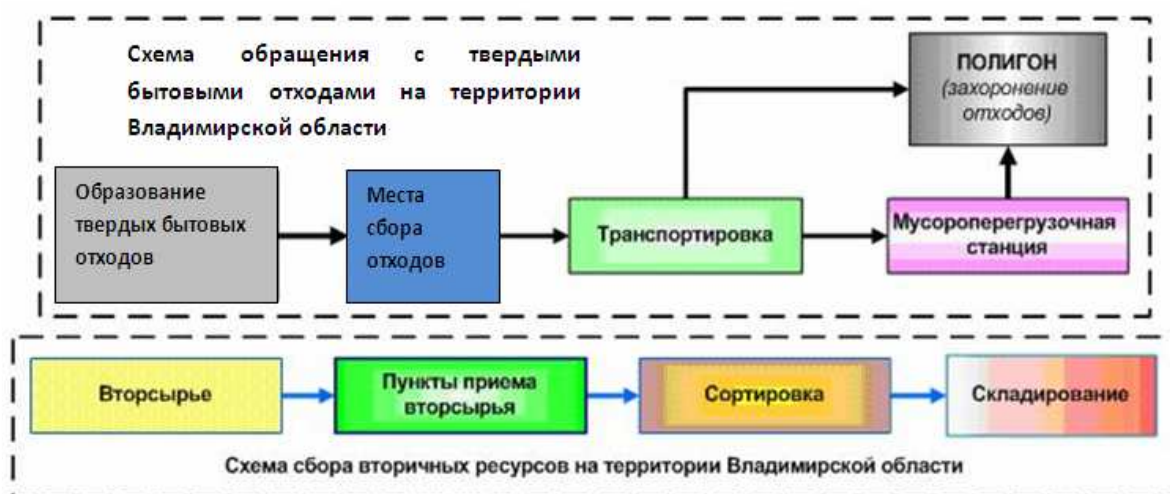 Схема обращения с твердыми
бытовыми отходами на территории
Владимирской области
ПОЛИГОН
(захоронение
отходов)
Образование
твердых бытовых
отходов
Места
сбора
отходов
Транспортировка
Мусороперегрузочная
станция
Вторсырье
Пункты приема
вторсырья
Сортировка
Складирование
Схема сбора вторичных ресурсов на территории Владимирской области